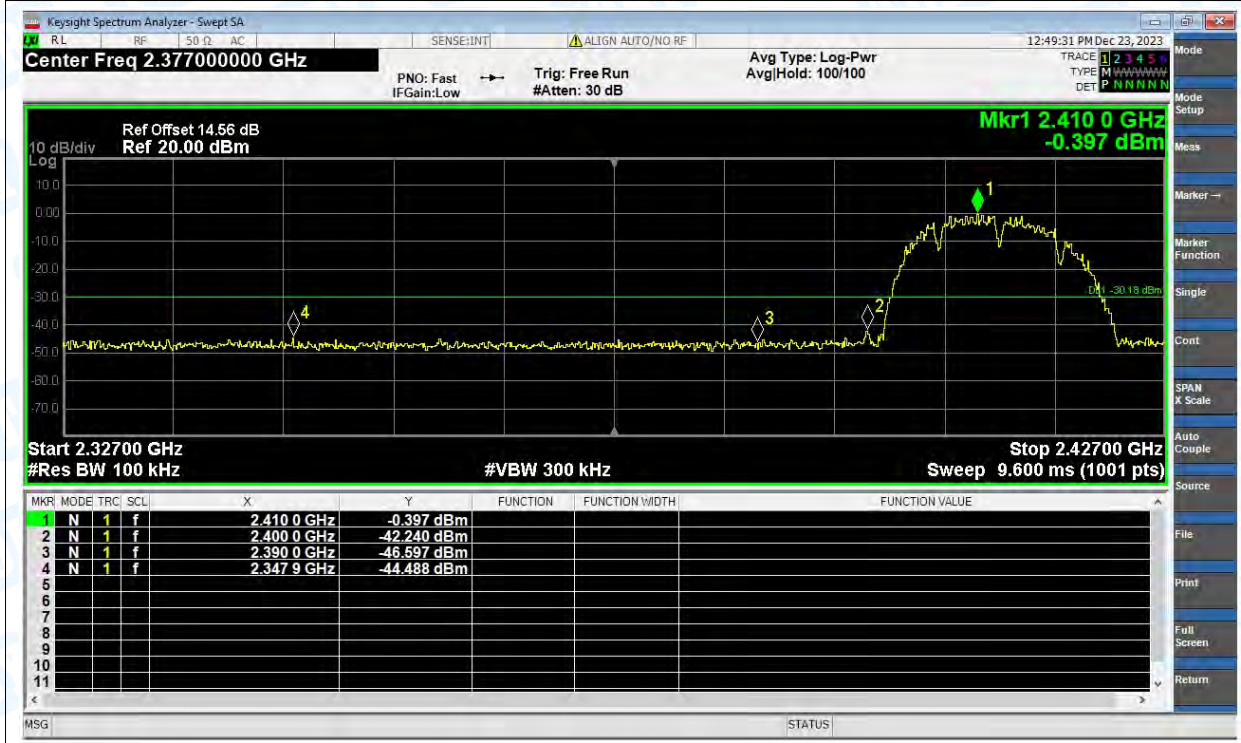 Keysight Spectrum Analyzer - Swept SA
LXI RL RF 50 Ω AC SENSE:INT ALIGN AUTO/NO RF 12:49:31 PM Dec 23, 2023
Center Freq 2.377000000 GHz
PNO: Fast
IFGain:Low
Trig: Free Run
#Atten: 30 dB
Avg Type: Log-Pwr
Avg|Hold: 100/100
TRACE 1 2 3 4 5 6
TYPE M WWWWW
DET P N N N N N
Mkr1 2.410 0 GHz
-0.397 dBm
Ref Offset 14.56 dB
10 dB/div Ref 20.00 dBm
Log
10.0
0.00
-10.0
-20.0
-30.0
-40.0
-50.0
-60.0
-70.0
1
2
3
4
-30.18 dBm
Start 2.32700 GHz Stop 2.42700 GHz
#Res BW 100 kHz #VBW 300 kHz Sweep 9.600 ms (1001 pts)
MKR MODE TRC SCL X Y FUNCTION FUNCTION WIDTH FUNCTION VALUE
1 N 1 f 2.410 0 GHz -0.397 dBm
2 N 1 f 2.400 0 GHz -42.240 dBm
3 N 1 f 2.390 0 GHz -46.597 dBm
4 N 1 f 2.347 9 GHz -44.488 dBm
5
6
7
8
9
10
11
MSG STATUS
Mode
Mode
Setup
Meas
Marker →
Marker
Function
Single
Cont
SPAN
X Scale
Auto
Couple
Source
File
Print
Full
Screen
Return